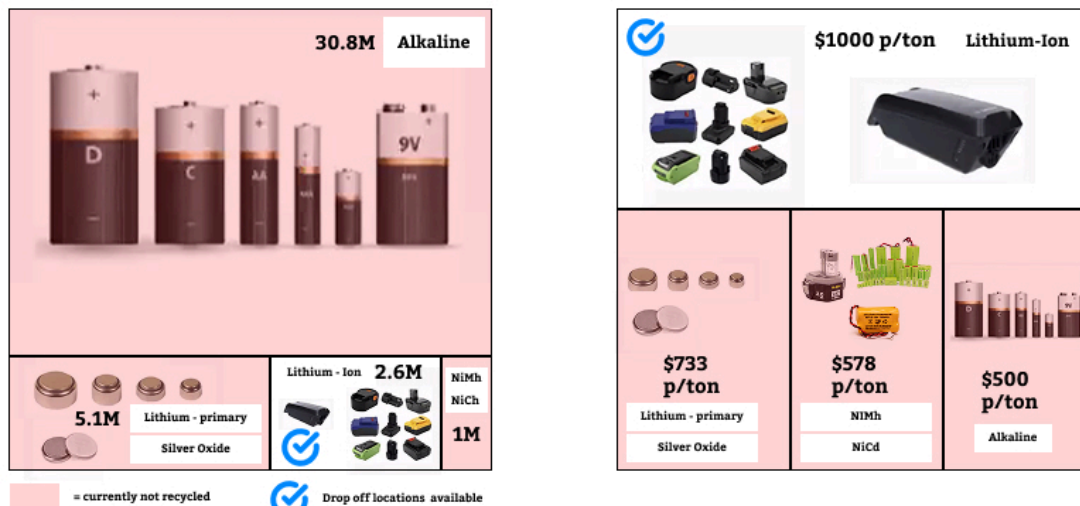 30.8M Alkaline
+
D
+
C
+
AA
+
9V
5.1M
Lithium - primary
Silver Oxide
Lithium - Ion 2.6M
NiMh
NiCh
1M
= currently not recycled
Drop off locations available
$1000 p/ton Lithium-Ion
$733
p/ton
Lithium - primary
Silver Oxide
$578
p/ton
NIMh
NiCd
D
C
9V
$500
p/ton
Alkaline